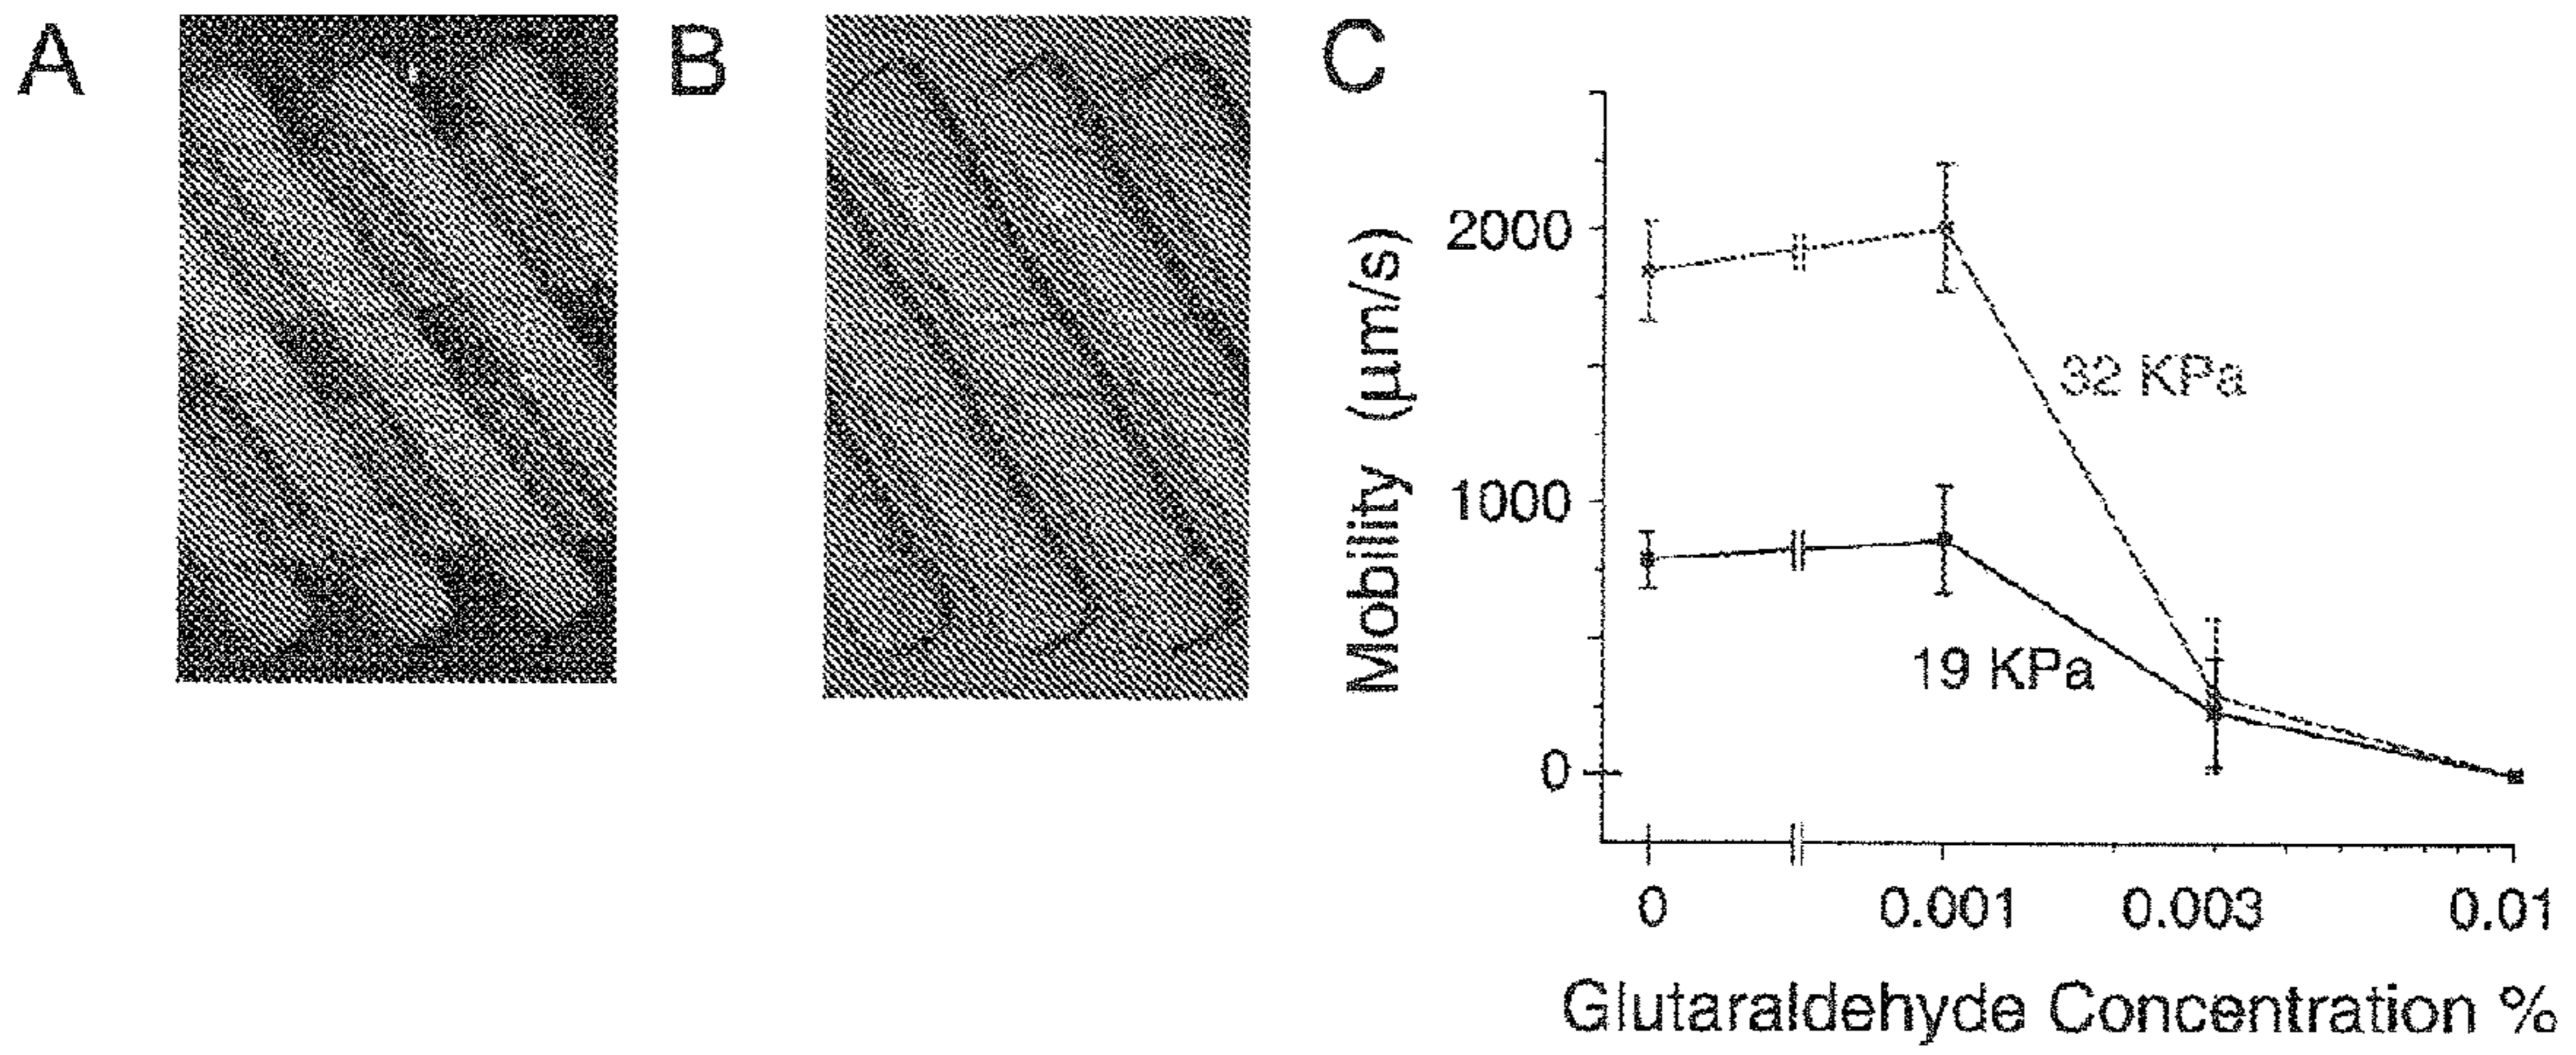 A
B
C
Mobility (µm/s)
2000
1000
0
32 KPa
19 KPa
0 0.001 0.003 0.01
Glutaraldehyde Concentration %